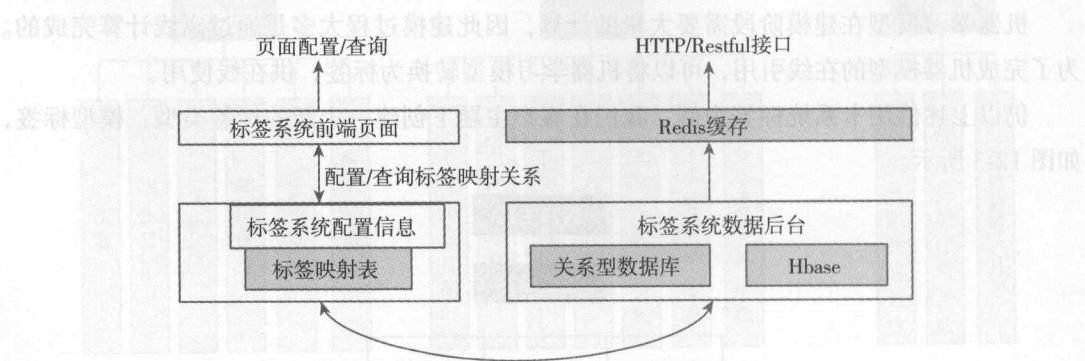 页面配置/查询
HTTP/Restful接口
标签系统前端页面
Redis缓存
配置/查询标签映射关系
标签系统配置信息
标签系统数据后台
标签映射表
关系型数据库
Hbase